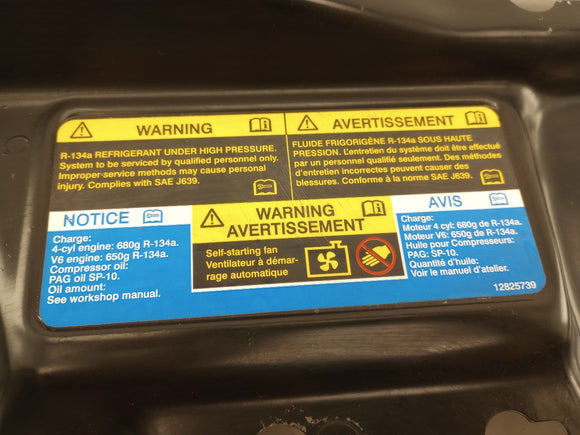 WARNING
R-134a REFRIGERANT UNDER HIGH PRESSURE.
System to be serviced by qualified personnel only.
Improper-service methods may cause personal
injury. Complies with SAE J639.
AVERTISSEMENT
FLUIDE FRIGORIGÈNE R-134a SOUS HAUTE
PRESSION. L'entretien du système doit être effectué
par un personnel qualifié seulement. Des méthodes
d'entretien incorrectes peuvent causer des
blessures. Conforme à la norme SAE J639.
NOTICE
Charge:
4-cyl engine: 680g R-134a.
V6 engine: 650g R-134a.
Compressor oil:
PAG oil SP-10.
Oil amount:
See workshop manual.
WARNING
AVERTISSEMENT
Self-starting fan
Ventilateur à démar-
rage automatique
AVIS
Charge:
Moteur 4 cyl: 680g de R-134a.
Moteur V6: 650g de R-134a.
Huile pour Compresseurs:
PAG: SP-10.
Quantité d'huile:
Voir le manuel d'atelier.
12825739